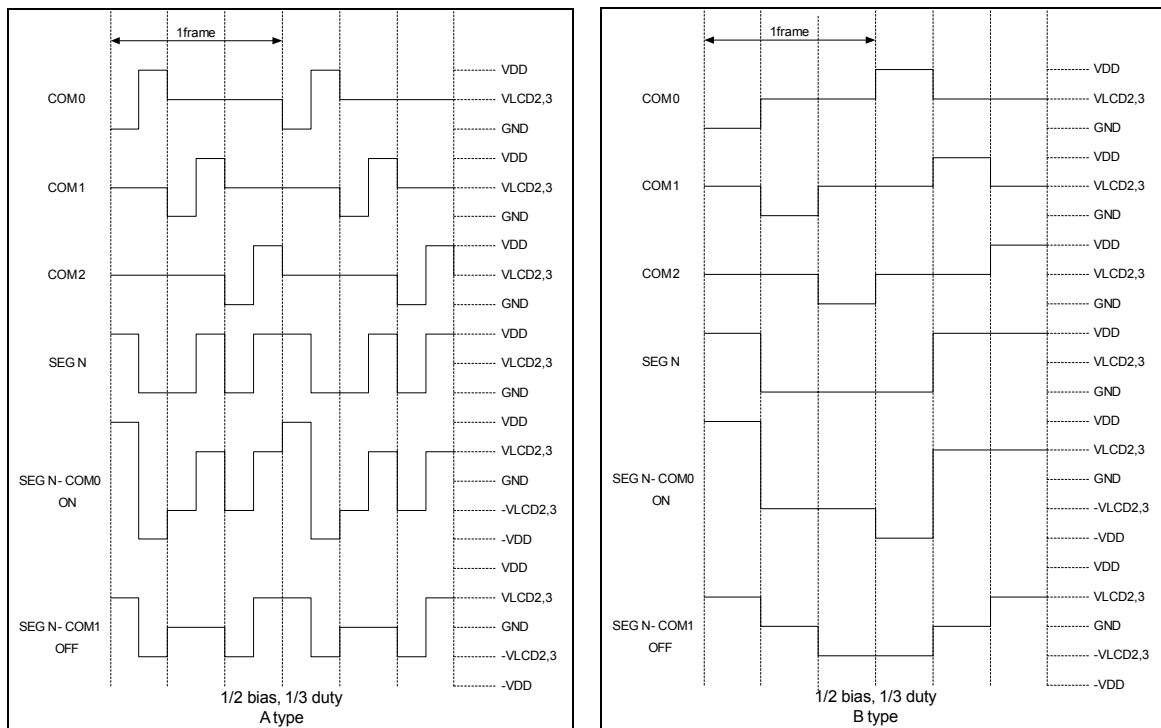 1frame
COM0
VDD
VLCD2,3
GND
COM1
VDD
VLCD2,3
GND
COM2
VDD
VLCD2,3
GND
SEG N
VDD
VLCD2,3
GND
SEG N- COM0
ON
VDD
VLCD2,3
GND
-VLCD2,3
-VDD
SEG N- COM1
OFF
VDD
VLCD2,3
GND
-VLCD2,3
-VDD
1/2 bias, 1/3 duty
A type
1frame
COM0
VDD
VLCD2,3
GND
COM1
VDD
VLCD2,3
GND
COM2
VDD
VLCD2,3
GND
SEG N
VDD
VLCD2,3
GND
SEG N- COM0
ON
VDD
VLCD2,3
GND
-VLCD2,3
-VDD
SEG N- COM1
OFF
VDD
VLCD2,3
GND
-VLCD2,3
-VDD
1/2 bias, 1/3 duty
B type